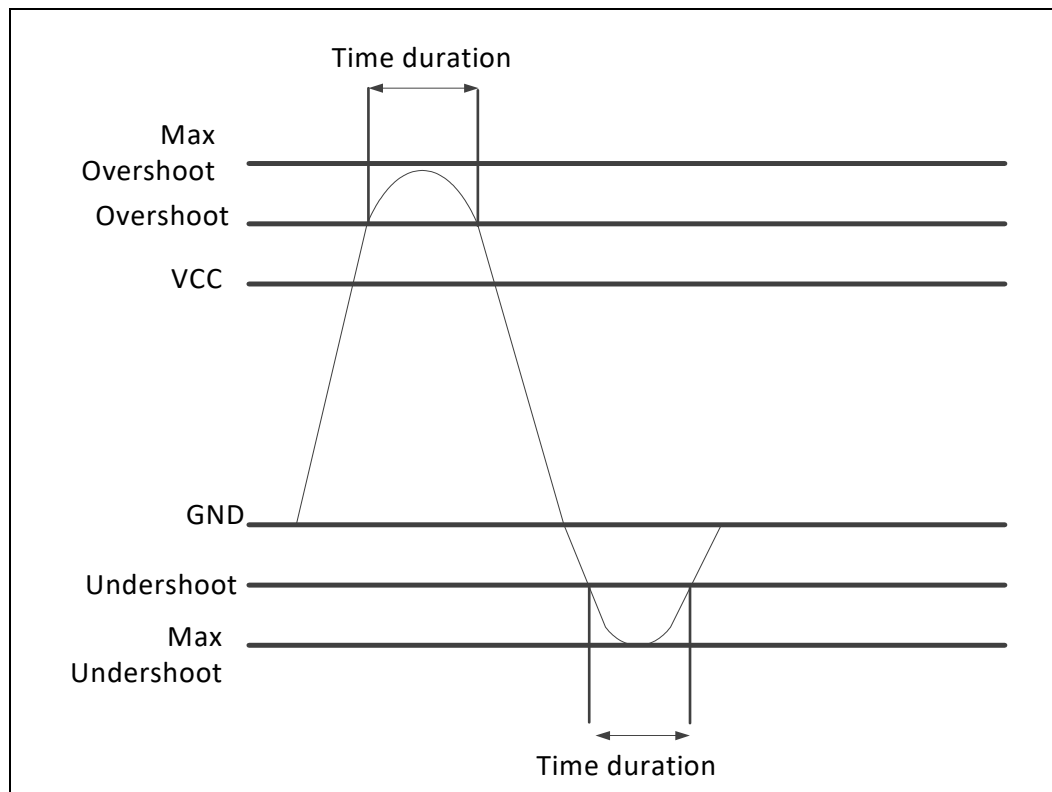 Time duration
Max
Overshoot
Overshoot
VCC
GND
Undershoot
Max
Undershoot
Time duration